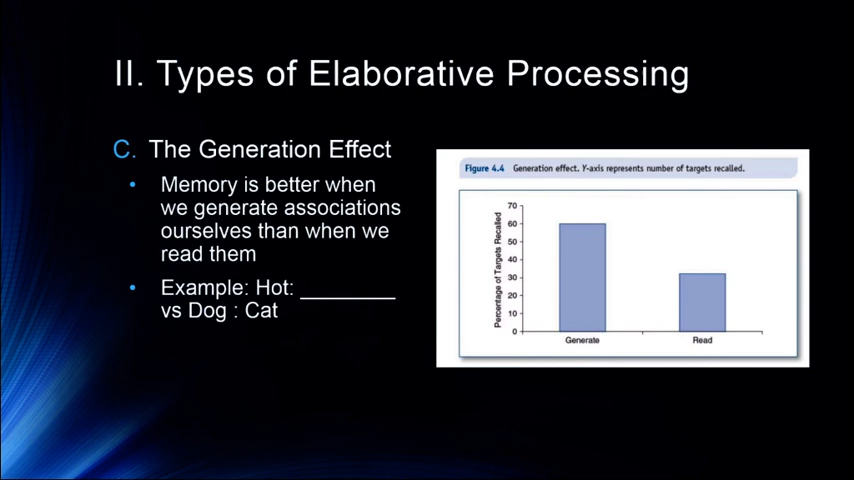 II. Types of Elaborative Processing
C. The Generation Effect
• Memory is better when
we generate associations
ourselves than when we
read them
• Example: Hot: ________
vs Dog : Cat
Figure 4.4 Generation effect. Y-axis represents number of targets recalled.
Percentage of Targets Recalled
70
60
50
40
30
20
10
0
Generate Read